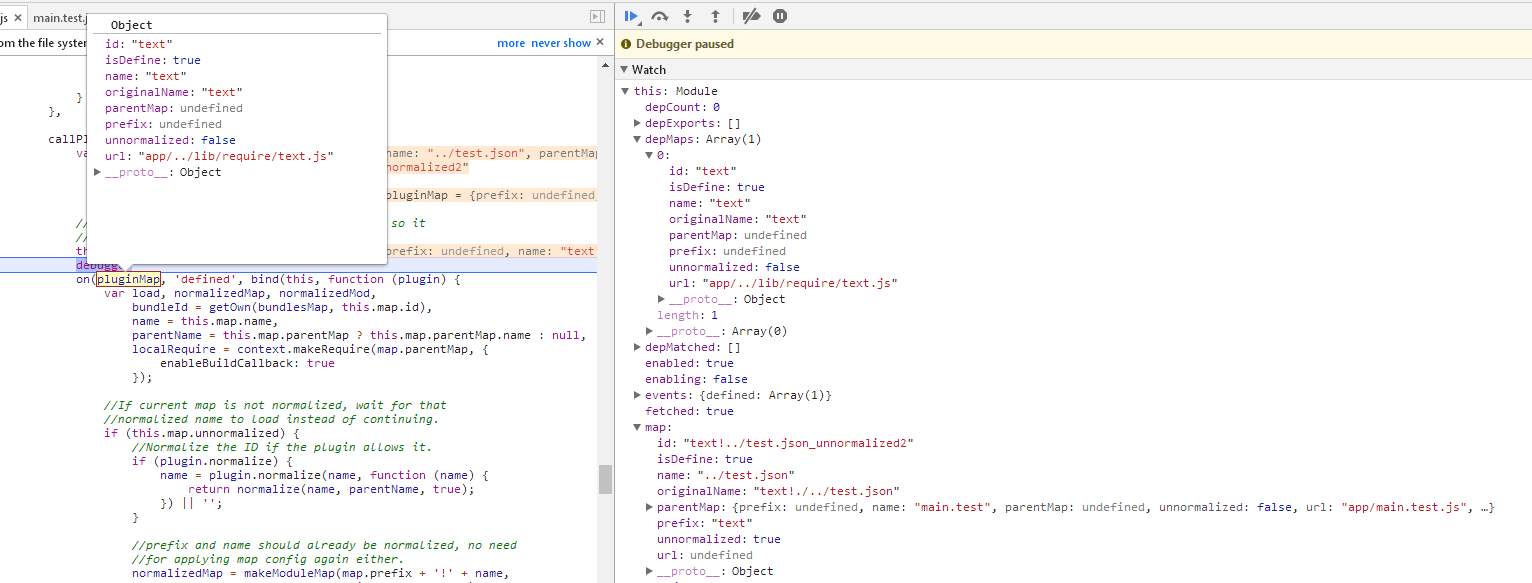 js ×
main.test.j
Object
om the file system
more never show ×
id: "text"
isDefine: true
name: "text"
originalName: "text"
parentMap: undefined
prefix: undefined
unnormalized: false
url: "app/../lib/require/text.js"
__proto__: Object
}
},
callPl
va name: "../test.json", parentMap
normalized2"
pluginMap = {prefix: undefined
// so it
//
th prefix: undefined, name: "text"
debugge
on(pluginMap, 'defined', bind(this, function (plugin) {
var load, normalizedMap, normalizedMod,
bundleId = getOwn(bundlesMap, this.map.id),
name = this.map.name,
parentName = this.map.parentMap ? this.map.parentMap.name : null,
localRequire = context.makeRequire(map.parentMap, {
enableBuildCallback: true
});
//If current map is not normalized, wait for that
//normalized name to load instead of continuing.
if (this.map.unnormalized) {
//Normalize the ID if the plugin allows it.
if (plugin.normalize) {
name = plugin.normalize(name, function (name) {
return normalize(name, parentName, true);
}) || '';
}
//prefix and name should already be normalized, no need
//for applying map config again either.
normalizedMap = makeModuleMap(map.prefix + '!' + name,
Debugger paused
Watch
this: Module
depCount: 0
depExports: []
depMaps: Array(1)
0:
id: "text"
isDefine: true
name: "text"
originalName: "text"
parentMap: undefined
prefix: undefined
unnormalized: false
url: "app/../lib/require/text.js"
__proto__: Object
length: 1
__proto__: Array(0)
depMatched: []
enabled: true
enabling: false
events: {defined: Array(1)}
fetched: true
map:
id: "text!../test.json_unnormalized2"
isDefine: true
name: "../test.json"
originalName: "text!./../test.json"
parentMap: {prefix: undefined, name: "main.test", parentMap: undefined, unnormalized: false, url: "app/main.test.js", …}
prefix: "text"
unnormalized: true
url: undefined
__proto__: Object